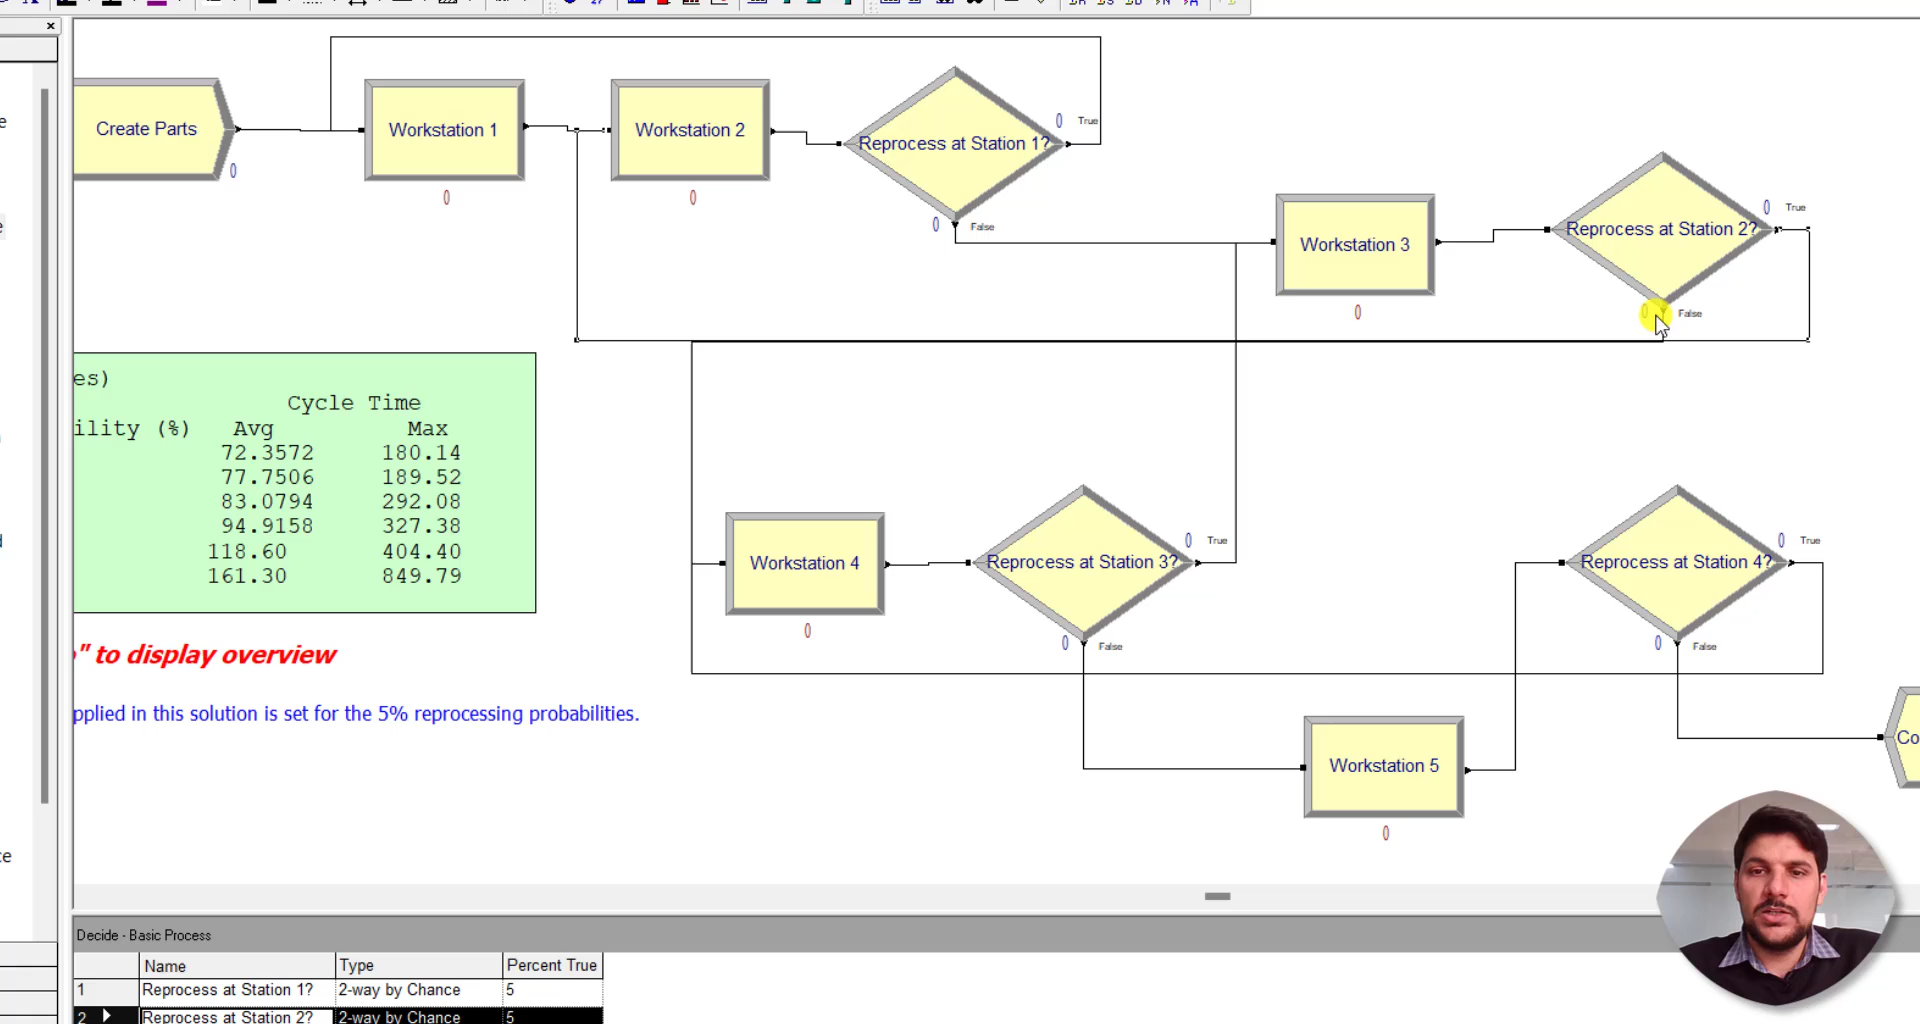 Create Parts
0
Workstation 1
0
Workstation 2
0
Reprocess at Station 1?
0 True
0 False
Workstation 3
0
Reprocess at Station 2?
0 True
0 False
es)
Cycle Time
ility (%) Avg Max
72.3572 180.14
77.7506 189.52
83.0794 292.08
94.9158 327.38
118.60 404.40
161.30 849.79
Workstation 4
0
Reprocess at Station 3?
0 True
0 False
Reprocess at Station 4?
0 True
0 False
" to display overview
pplied in this solution is set for the 5% reprocessing probabilities.
Workstation 5
0
Co
Decide - Basic Process
Name Type Percent True
1 Reprocess at Station 1? 2-way by Chance 5
2 Reprocess at Station 2? 2-way by Chance 5